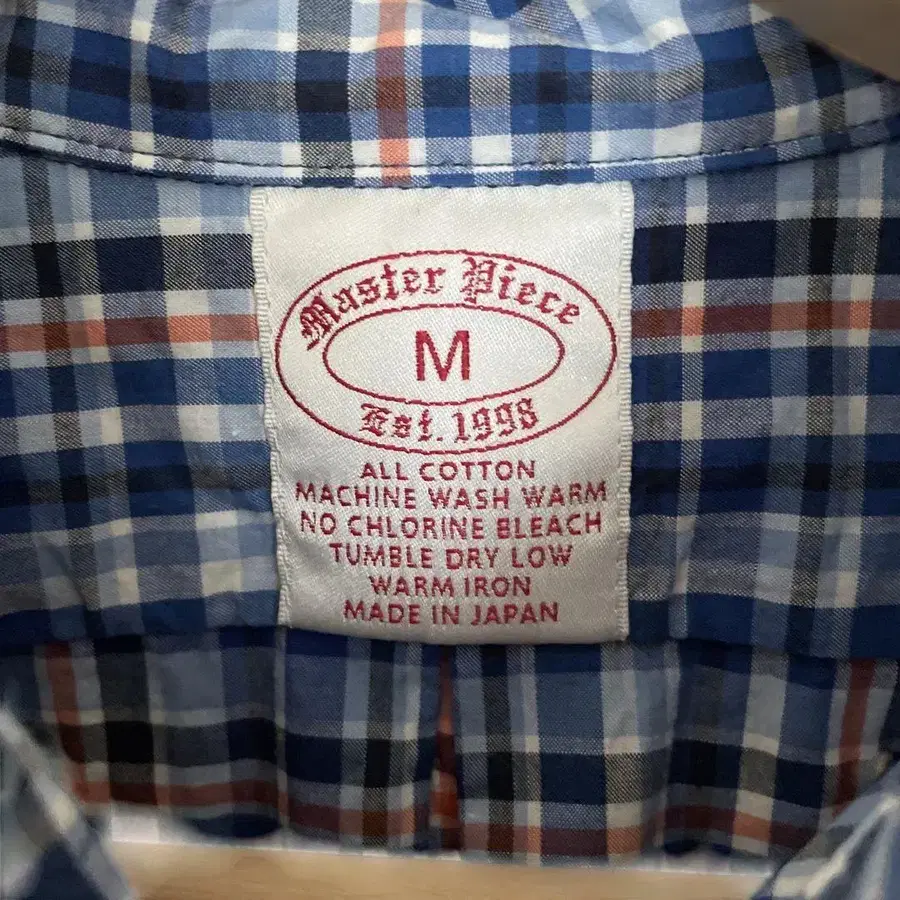 Master Piece
M
Est. 1998
ALL COTTON
MACHINE WASH WARM
NO CHLORINE BLEACH
TUMBLE DRY LOW
WARM IRON
MADE IN JAPAN